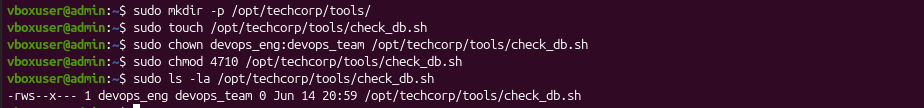 vboxuser@admin:~$ sudo mkdir -p /opt/techcorp/tools/
vboxuser@admin:~$ sudo touch /opt/techcorp/tools/check_db.sh
vboxuser@admin:~$ sudo chown devops_eng:devops_team /opt/techcorp/tools/check_db.sh
vboxuser@admin:~$ sudo chmod 4710 /opt/techcorp/tools/check_db.sh
vboxuser@admin:~$ sudo ls -la /opt/techcorp/tools/check_db.sh
-rws--x--- 1 devops_eng devops_team 0 Jun 14 20:59 /opt/techcorp/tools/check_db.sh